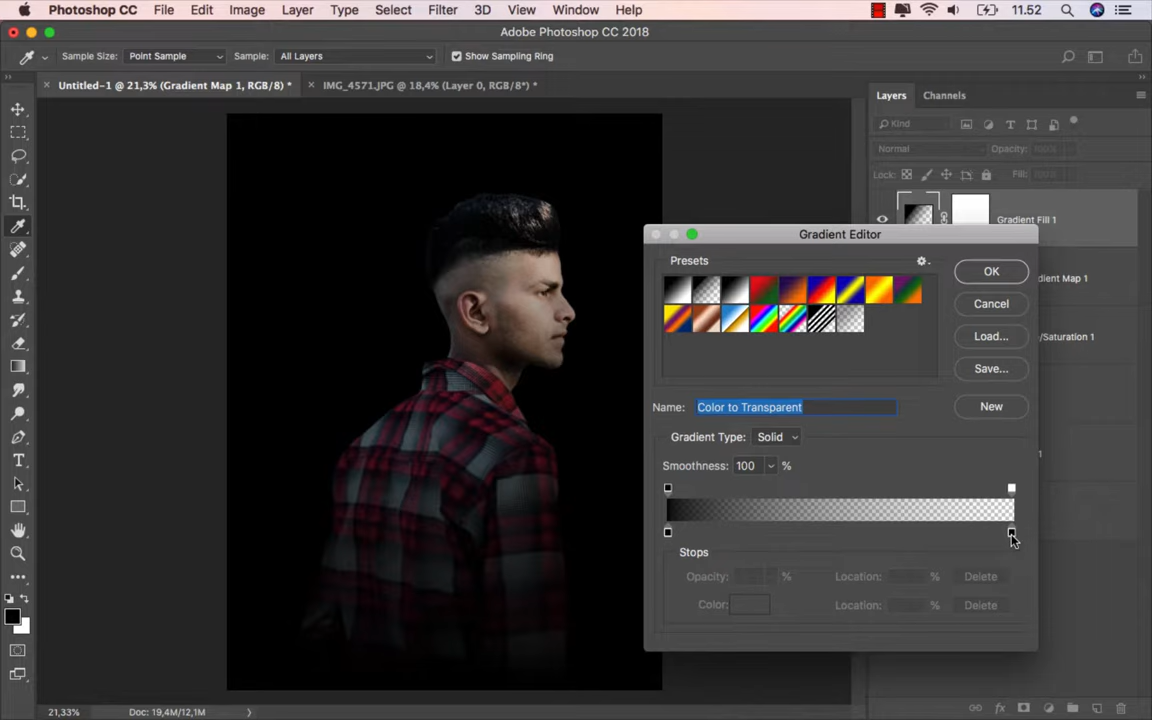 Photoshop CC File Edit Image Layer Type Select Filter 3D View Window Help 11.52
Adobe Photoshop CC 2018
Sample Size: Point Sample Sample: All Layers Show Sampling Ring
Untitled-1 @ 21,3% (Gradient Map 1, RGB/8) * IMG_4571.JPG @ 18,4% (Layer 0, RGB/8*) *
Layers Channels
Kind
Normal Opacity:
Lock: Fill:
Gradient Fill 1
Gradient Editor
Presets
OK
dient Map 1
Cancel
Load...
/Saturation 1
Save...
Name: Color to Transparent New
Gradient Type: Solid
1
Smoothness: 100 %
Stops
Opacity: % Location: % Delete
Color: Location: % Delete
21,33% Doc: 19,4M/12,1M